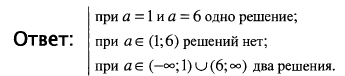 Ответ:
при a = 1 и a = 6 одно решение;
при a ∈ (1;6) решений нет;
при a ∈ (-∞;1) ∪ (6;∞) два решения.